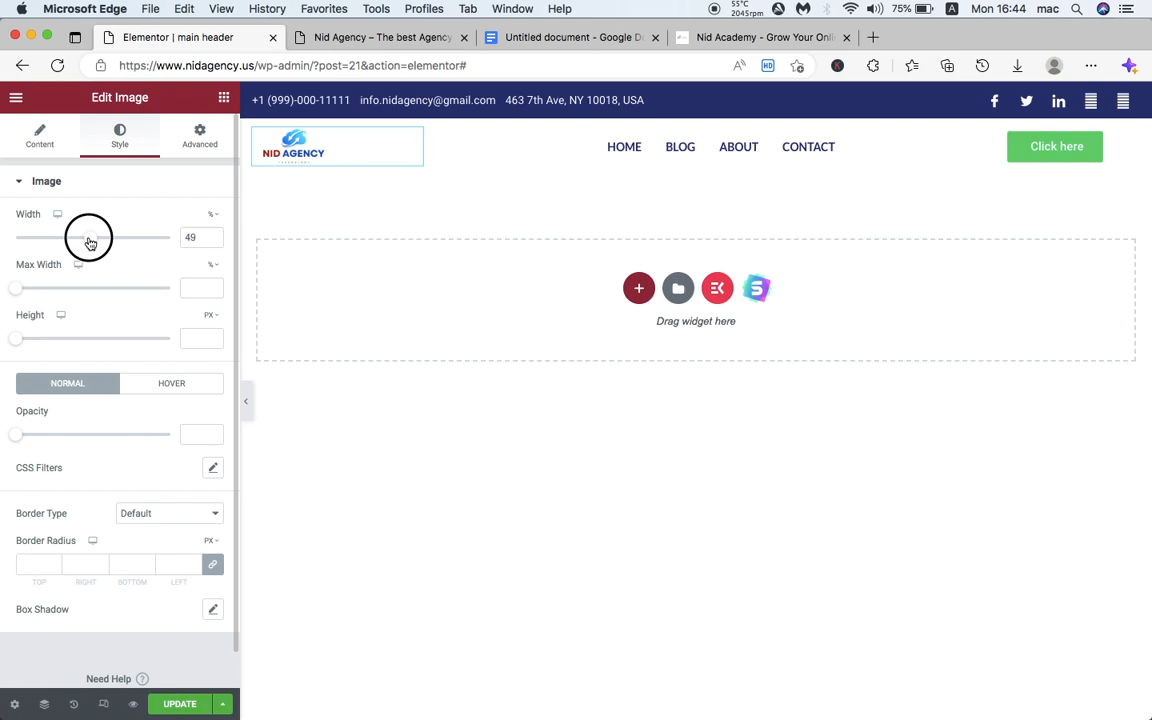 Microsoft Edge File Edit View History Favorites Tools Profiles Tab Window Help 55°C 2045rpm 75% A Mon 16:44 mac
Elementor | main header
Nid Agency – The best Agency
Untitled document - Google D
Nid Academy - Grow Your Onli
https://www.nidagency.us/wp-admin/?post=21&action=elementor#
HD
K
Edit Image
+1 (999)-000-11111 info.nidagency@gmail.com 463 7th Ave, NY 10018, USA
Content Style Advanced
NID AGENCY
HOME BLOG ABOUT CONTACT
Click here
Image
Width %
49
Max Width %
Height PX
Drag widget here
NORMAL HOVER
Opacity
CSS Filters
Border Type Default
Border Radius PX
TOP RIGHT BOTTOM LEFT
Box Shadow
Need Help ?
UPDATE